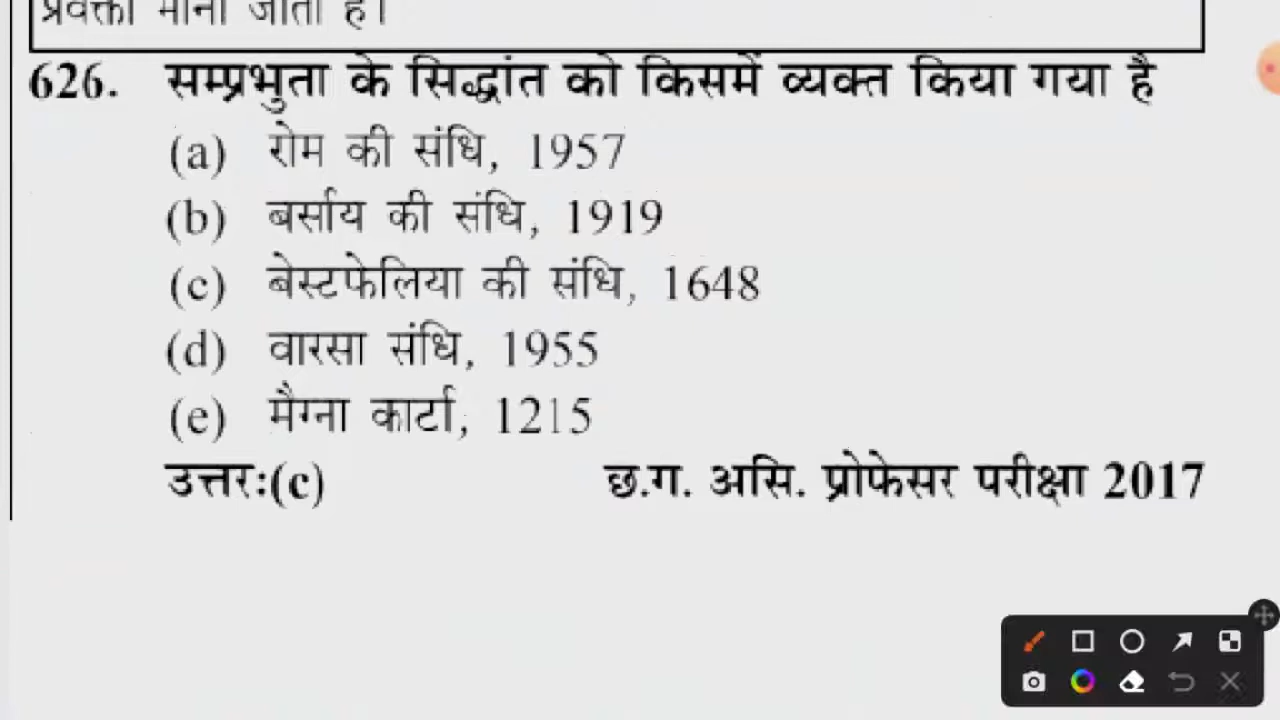 प्रवक्ता माना जाता है।
626. सम्प्रभुता के सिद्धांत को किसमें व्यक्त किया गया है
(a) रोम की संधि, 1957
(b) बर्साय की संधि, 1919
(c) बेस्टफेलिया की संधि, 1648
(d) वारसा संधि, 1955
(e) मैग्ना कार्टा, 1215
उत्तरः(c) छ.ग. असि. प्रोफेसर परीक्षा 2017